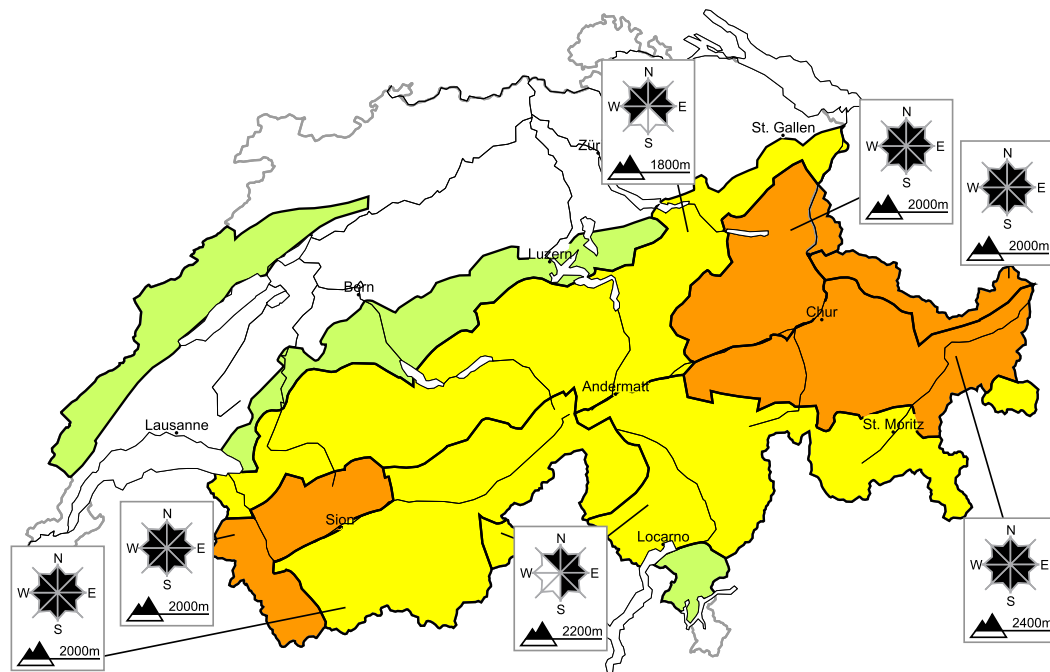 N
W E
S
1800m
N
W E
S
2000m
N
W
S
2000m
St. Gallen
Zür
Luzern
Bern
Chur
Andermatt
Lausanne
St. Moritz
Sion
Locarno
N
W E
S
2000m
N
W E
S
2000m
N
W E
S
2200m
N
W E
S
2400m